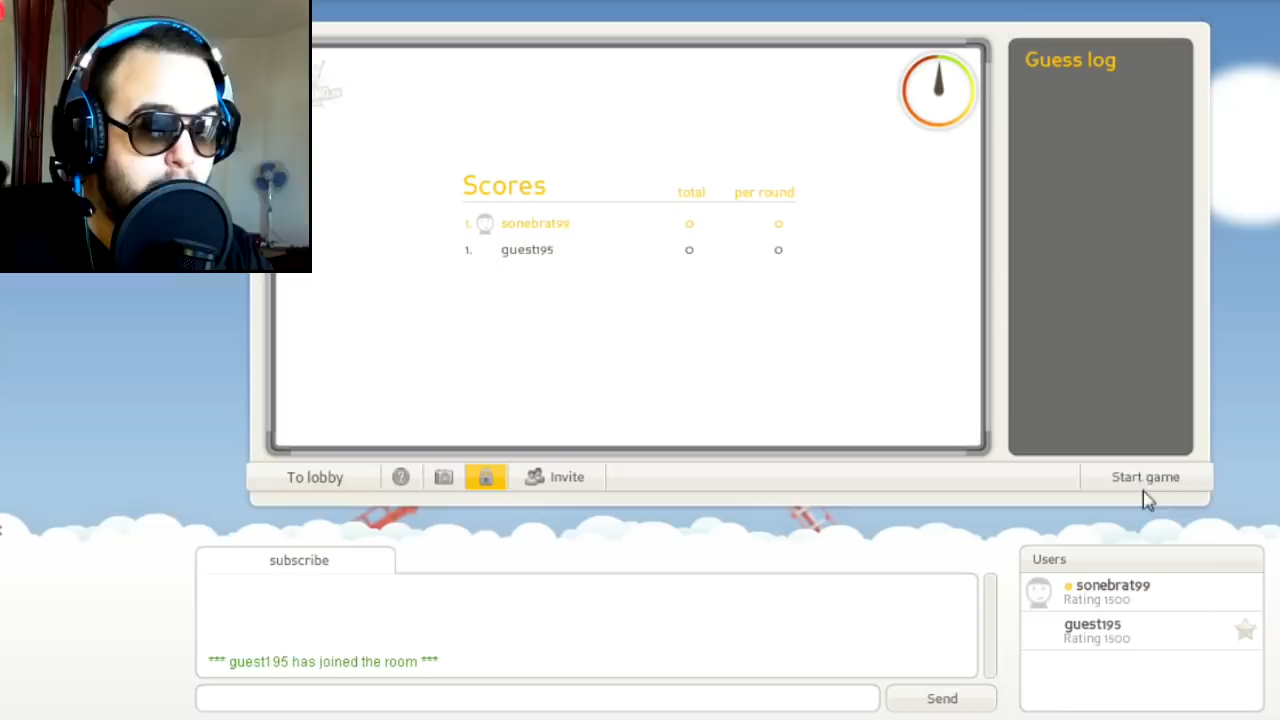 Guess log
Scores total per round
1. sonebrat99 0 0
1. guest195 0 0
To lobby Invite Start game
subscribe
*** guest195 has joined the room ***
Send
Users
sonebrat99
Rating 1500
guest195
Rating 1500